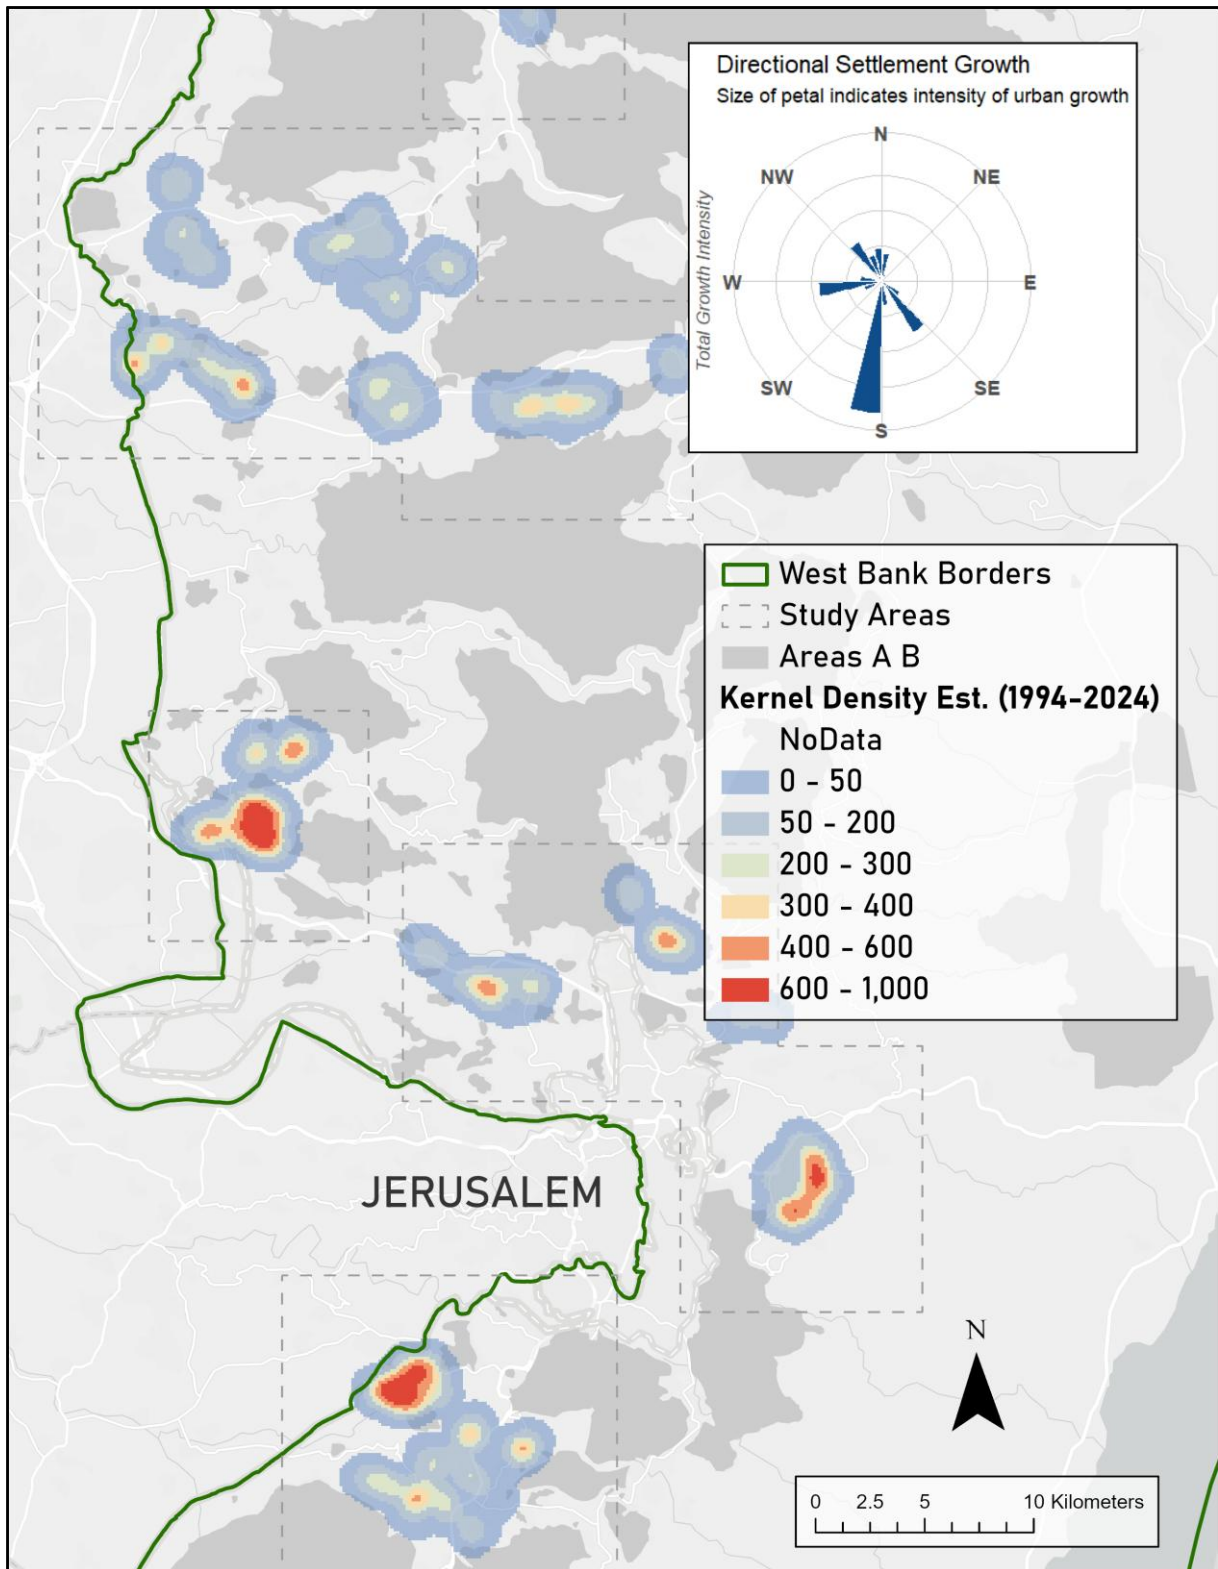 Directional Settlement Growth
Size of petal indicates intensity of urban growth
N
NW
NE
Total Growth Intensity
W
E
SW
SE
S
West Bank Borders
Study Areas
Areas A B
Kernel Density Est. (1994-2024)
NoData
0 - 50
50 - 200
200 - 300
300 - 400
400 - 600
600 - 1,000
JERUSALEM
N
0 2.5 5 10 Kilometers